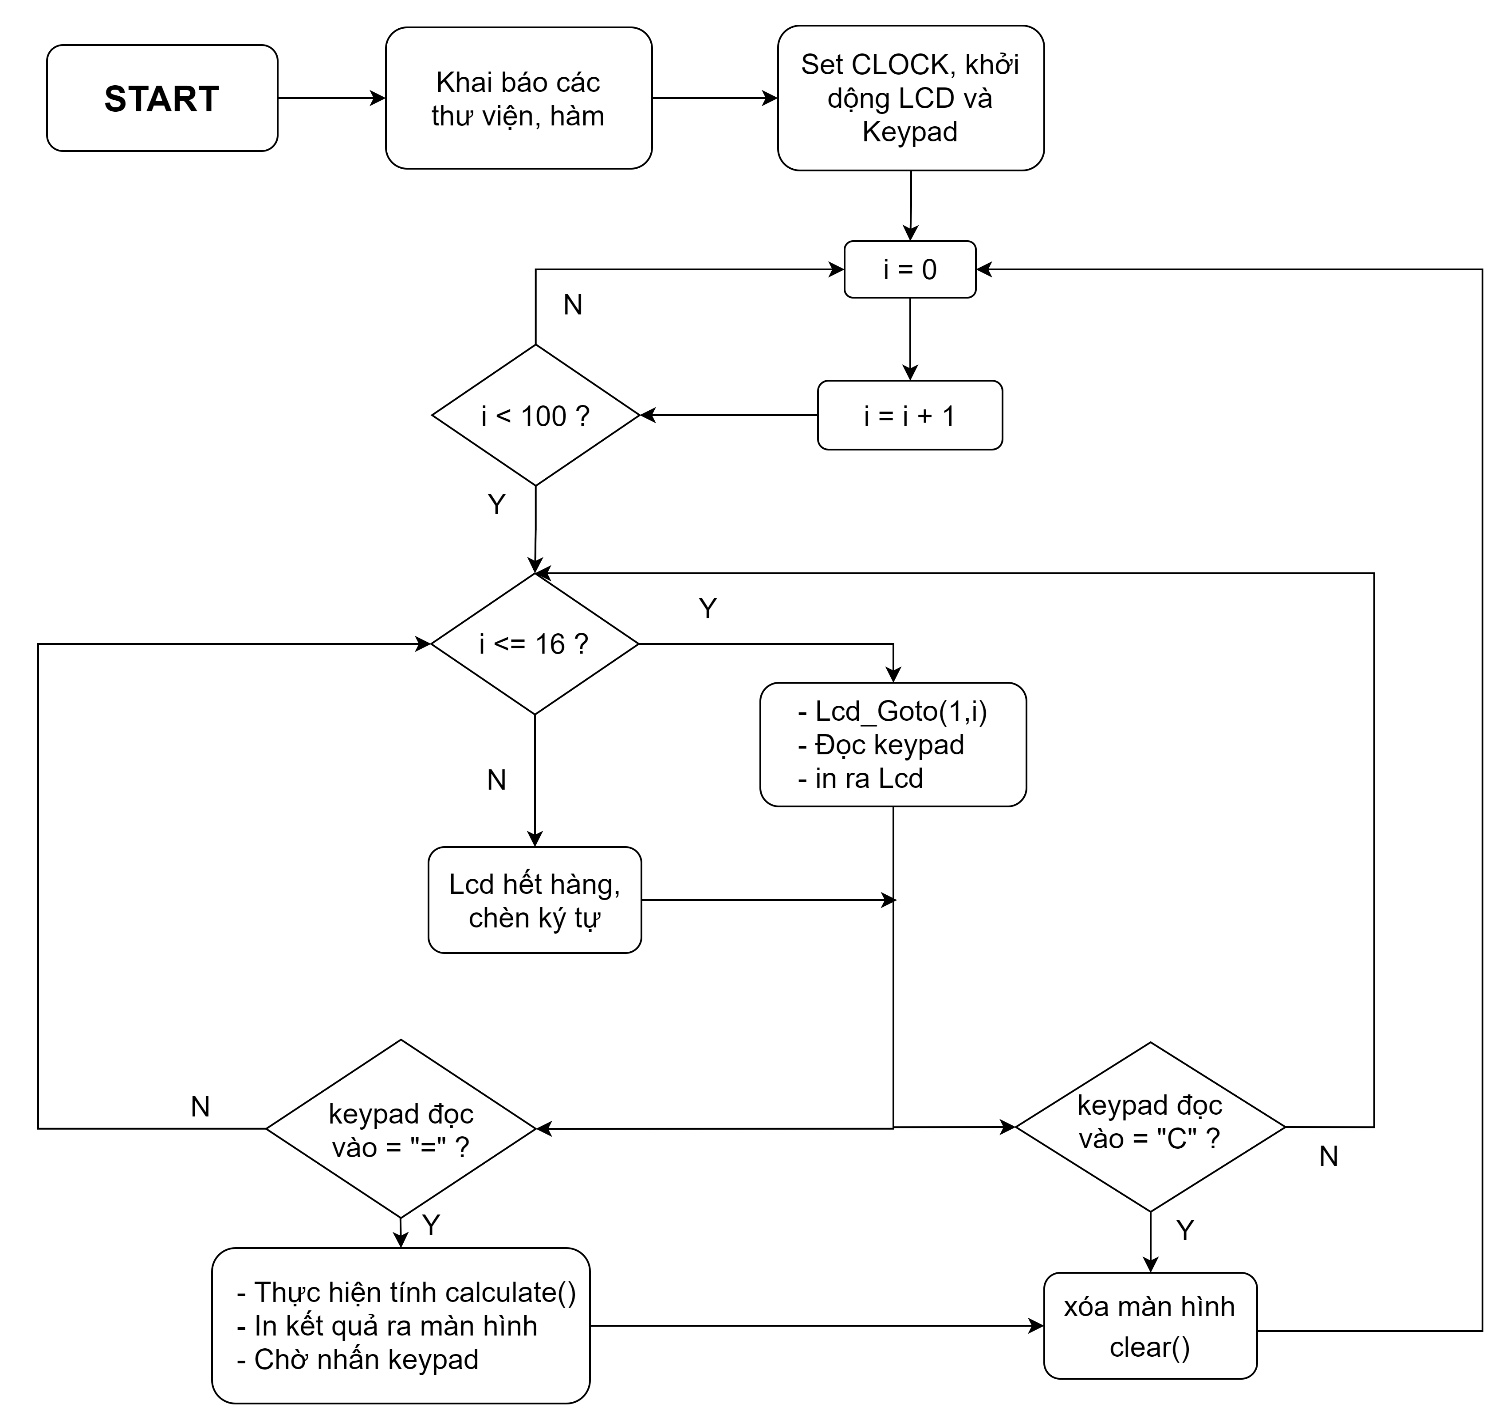 START
Khai báo các
thư viện, hàm
Set CLOCK, khởi
dộng LCD và
Keypad
i = 0
N
i < 100 ?
i = i + 1
Y
i <= 16 ?
Y
- Lcd_Goto(1,i)
- Đọc keypad
- in ra Lcd
N
Lcd hết hàng,
chèn ký tự
N
keypad đọc
vào = "=" ?
keypad đọc
vào = "C" ?
N
Y
Y
- Thực hiện tính calculate()
- In kết quả ra màn hình
- Chờ nhấn keypad
xóa màn hình
clear()